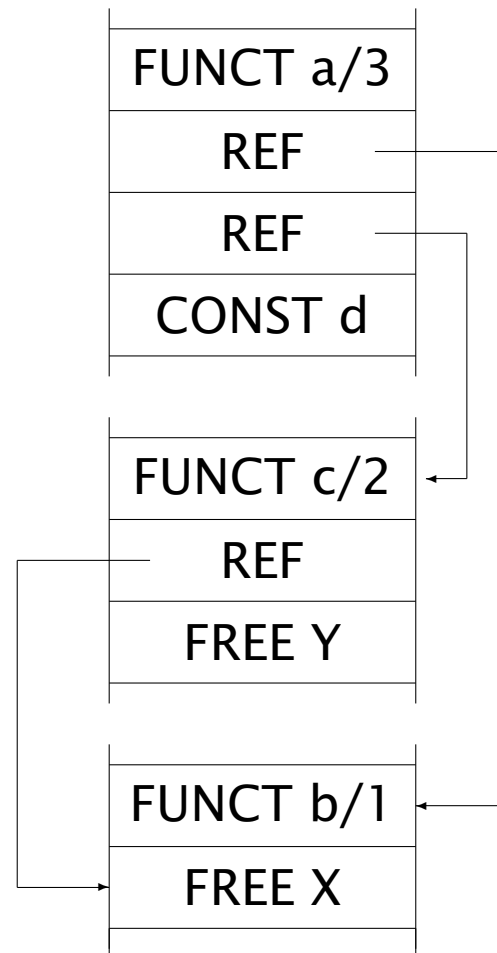 FUNCT a/3
REF
REF
CONST d
FUNCT c/2
REF
FREE Y
FUNCT b/1
FREE X